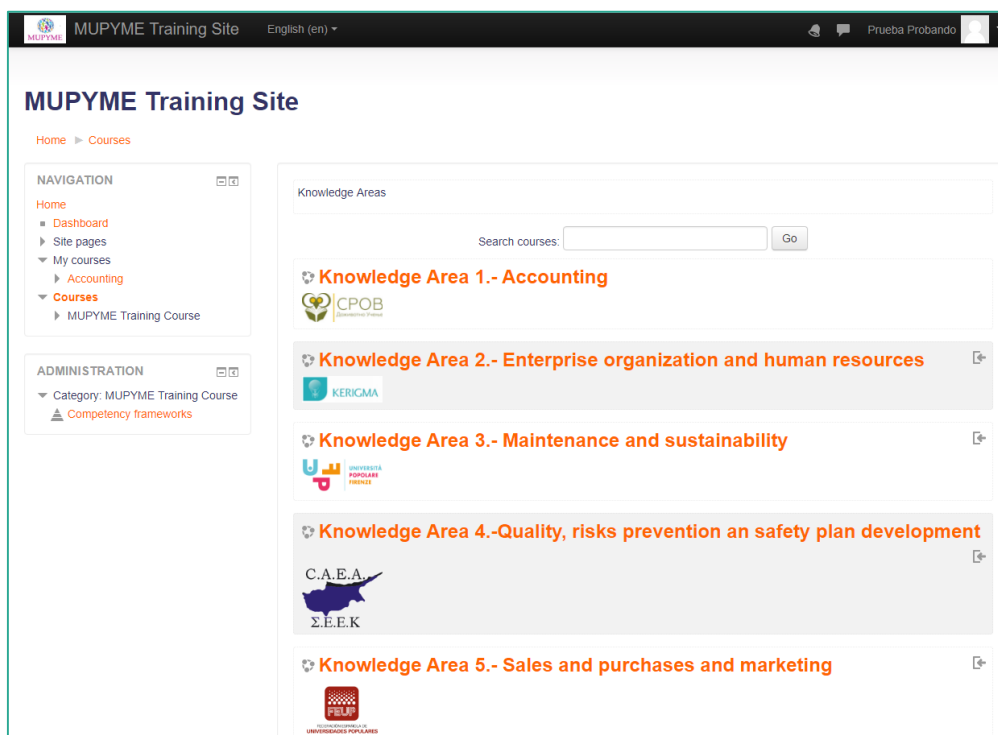 MUPYME
MUPYME Training Site
English (en)
Prueba Probando
MUPYME Training Site
Home
Courses
NAVIGATION
Home
Dashboard
Site pages
My courses
Accounting
Courses
MUPYME Training Course
ADMINISTRATION
Category: MUPYME Training Course
Competency frameworks
Knowledge Areas
Search courses:
Go
Knowledge Area 1.- Accounting
CPOB
Knowledge Area 2.- Enterprise organization and human resources
KERIGMA
Knowledge Area 3.- Maintenance and sustainability
UPF
UNIVERSITÀ
POPOLARE
FIRENZE
Knowledge Area 4.-Quality, risks prevention an safety plan development
C.A.E.A.
Σ.Ε.Ε.Κ
Knowledge Area 5.- Sales and purchases and marketing
FEUP
FEDERACIÓN ESPAÑOLA DE
UNIVERSIDADES POPULARES